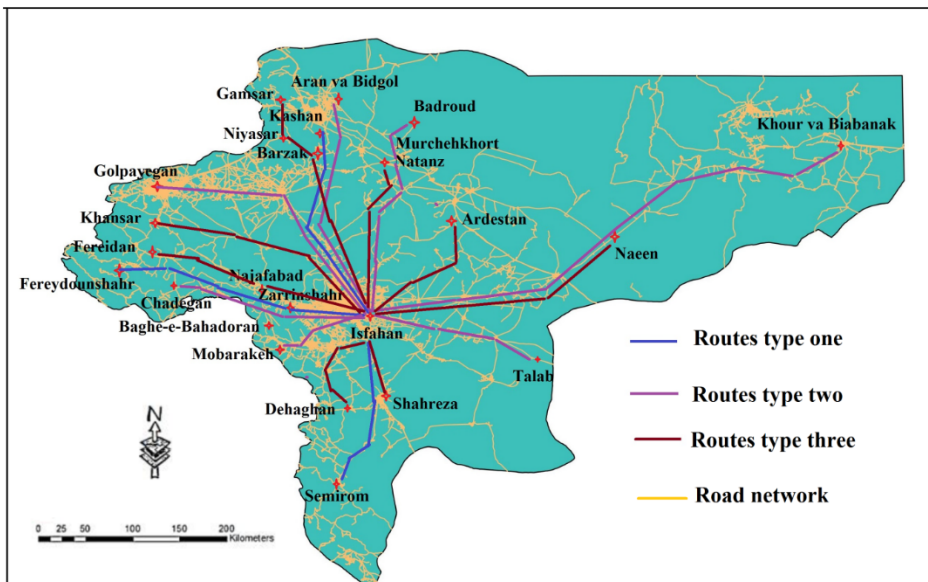 Aran va Bidgol
Gamsar
Badroud
Kashan
Khour va Biabanak
Niyasar
Murchehkhort
Barzak
Natanz
Golpayegan
Khansar
Ardestan
Fereidan
Naeen
Najafabad
Fereydounshahr
Zarrinshahr
Chadegan
Baghe-e-Bahadoran
Isfahan
Mobarakeh
Talab
Dehaghan
Shahreza
Semirom
Routes type one
Routes type two
Routes type three
Road network
N
0 25 50 100 150 200
Kilometers